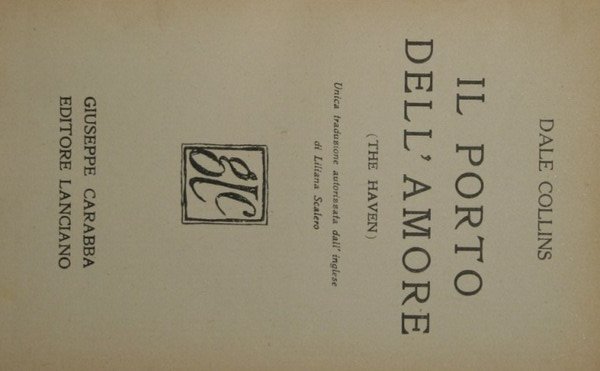 DALE COLLINS
IL PORTO
DELL'AMORE
(THE HAVEN)
Unica traduzione autorizzata dall'inglese
di Liliana Scalero
GIUSEPPE CARABBA
EDITORE LANCIANO